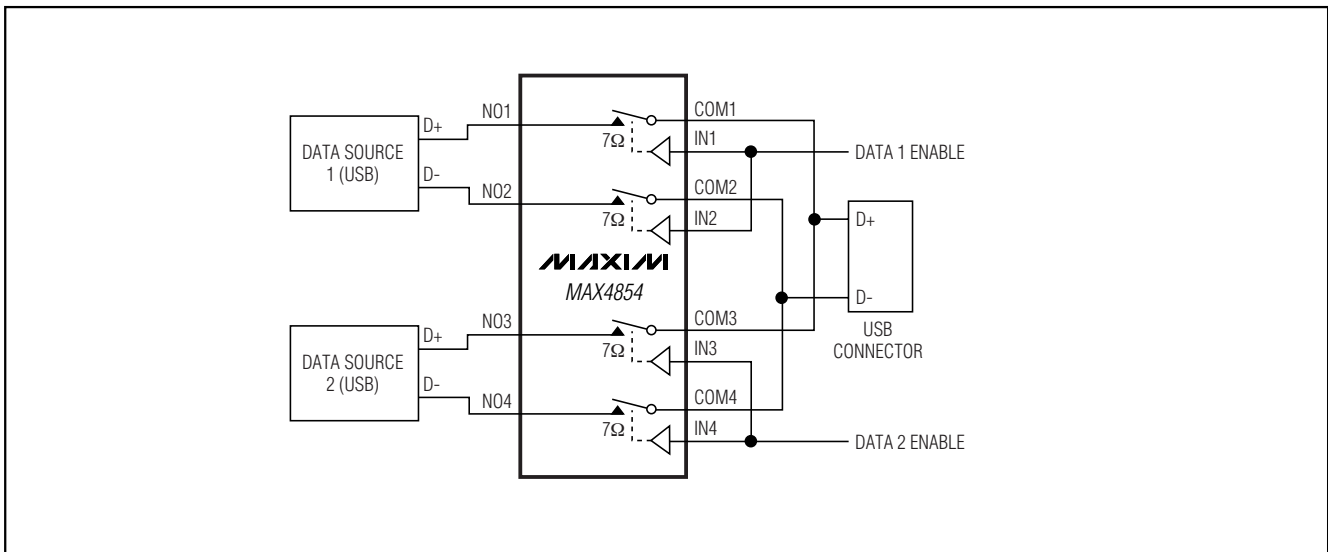 DATA SOURCE
1 (USB)
D+
D-
NO1
NO2
7Ω
7Ω
MAXIM
MAX4854
COM1
IN1
COM2
IN2
DATA 1 ENABLE
D+
D-
USB
CONNECTOR
DATA SOURCE
2 (USB)
D+
D-
NO3
NO4
7Ω
7Ω
COM3
IN3
COM4
IN4
DATA 2 ENABLE